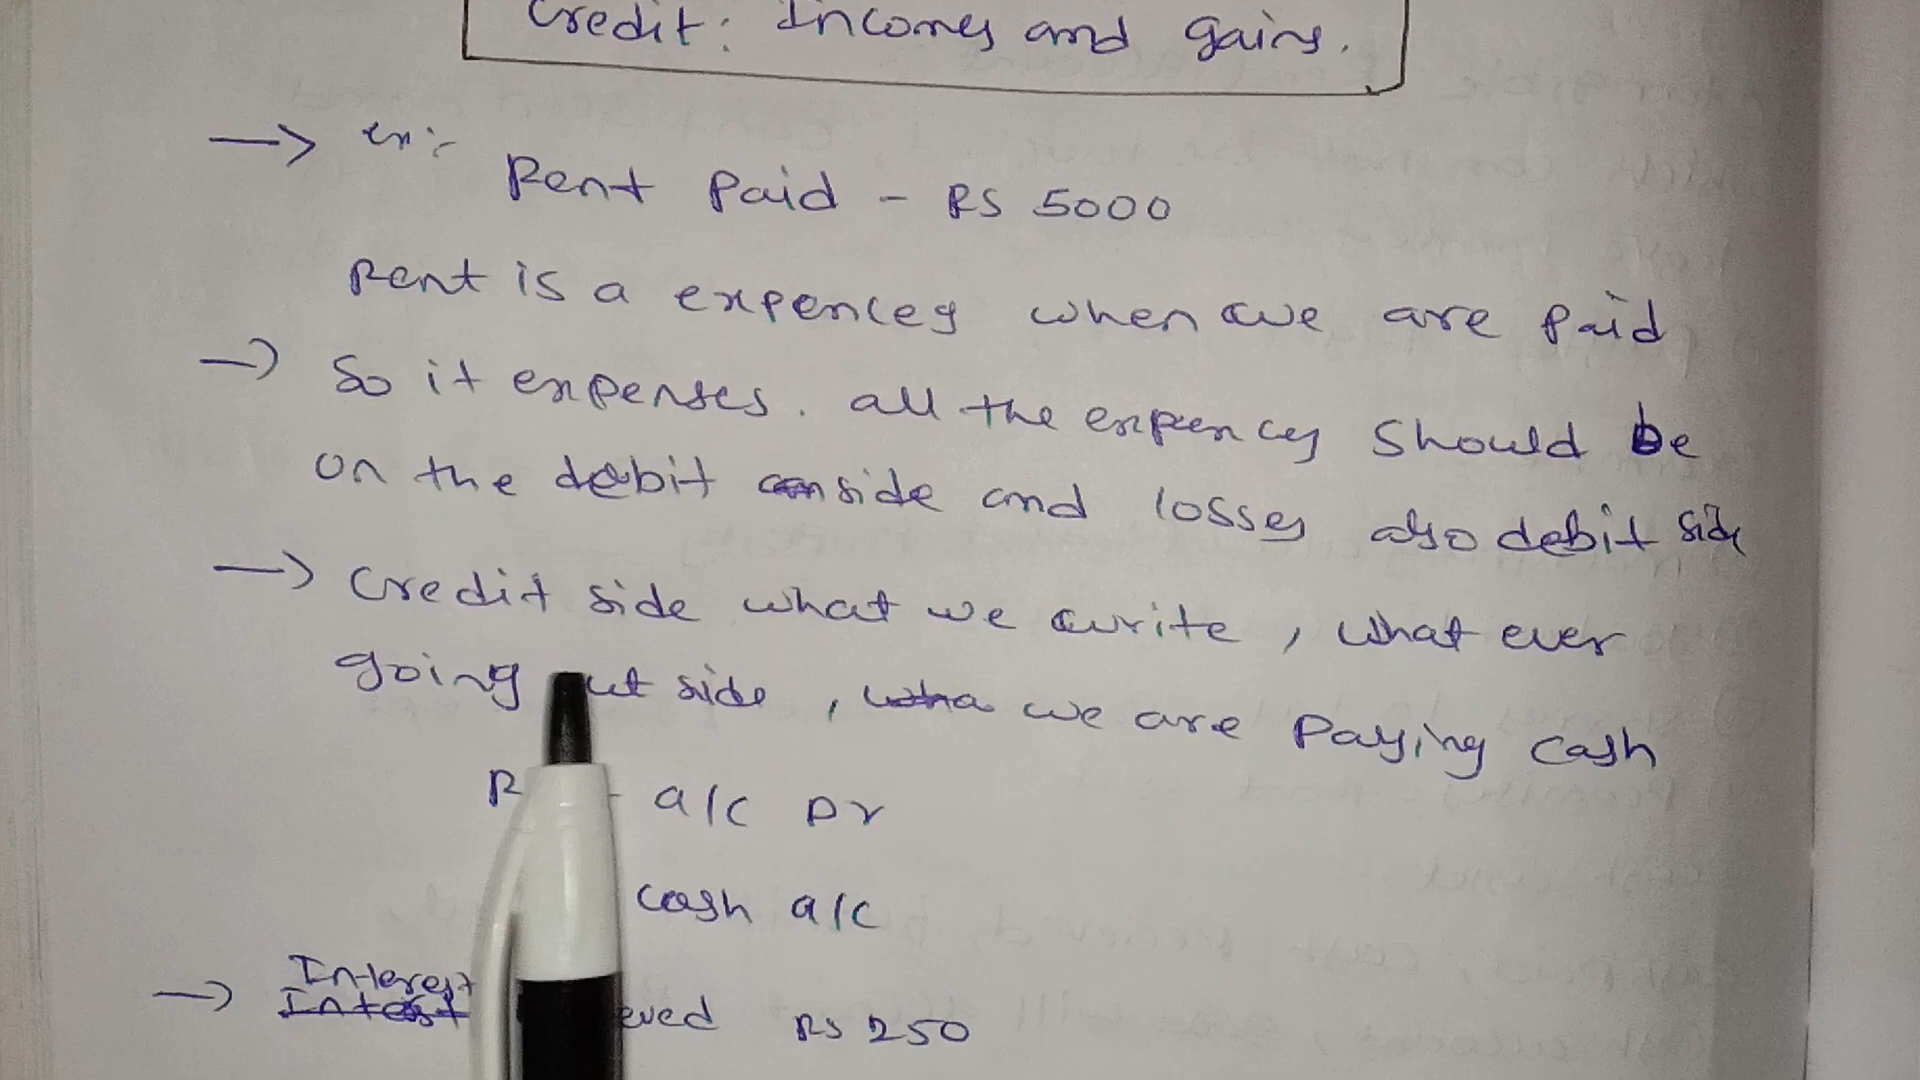 Credit: Incomes and gains.
→ ex:-
Rent Paid - RS 5000
Rent is a expences when we are paid
→ So it expenses. all the expences should be
on the debit side and losses also debit side
→ Credit side what we write, what ever
going out side, we are Paying cash
a/c Dr
cash a/c
→ Interest
RS 250